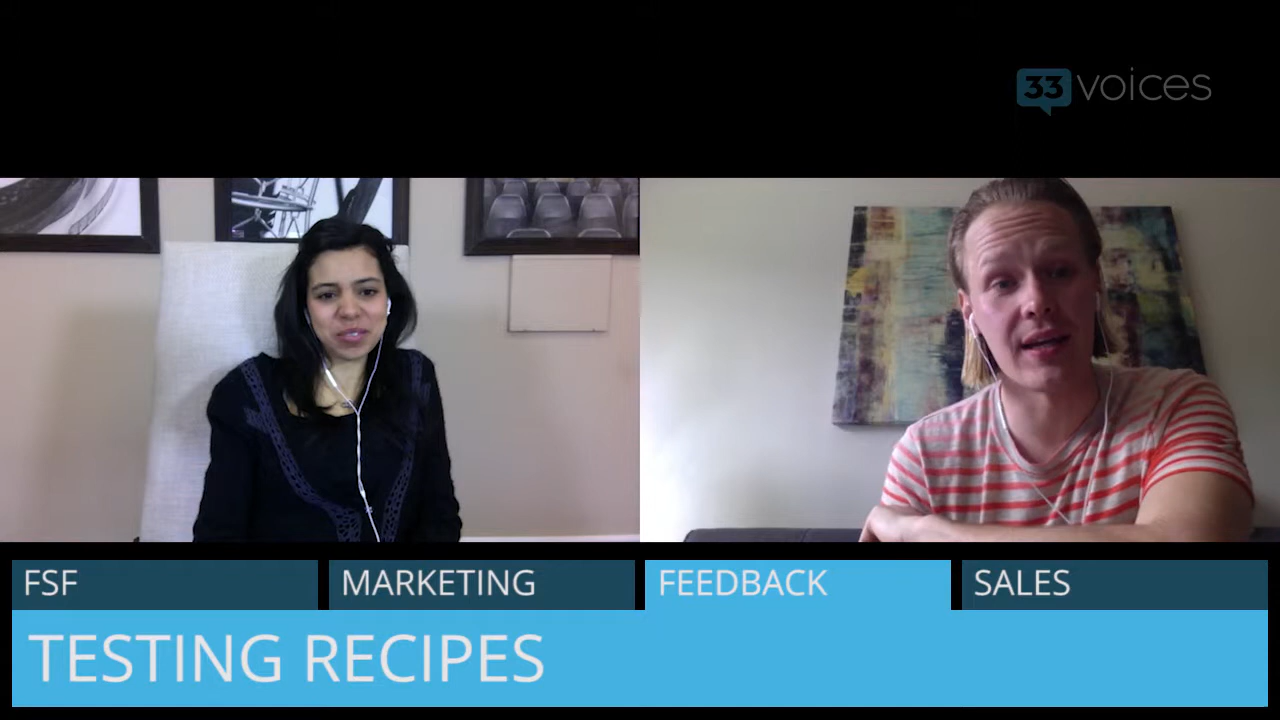 33voices
FSF
MARKETING
FEEDBACK
SALES
TESTING RECIPES